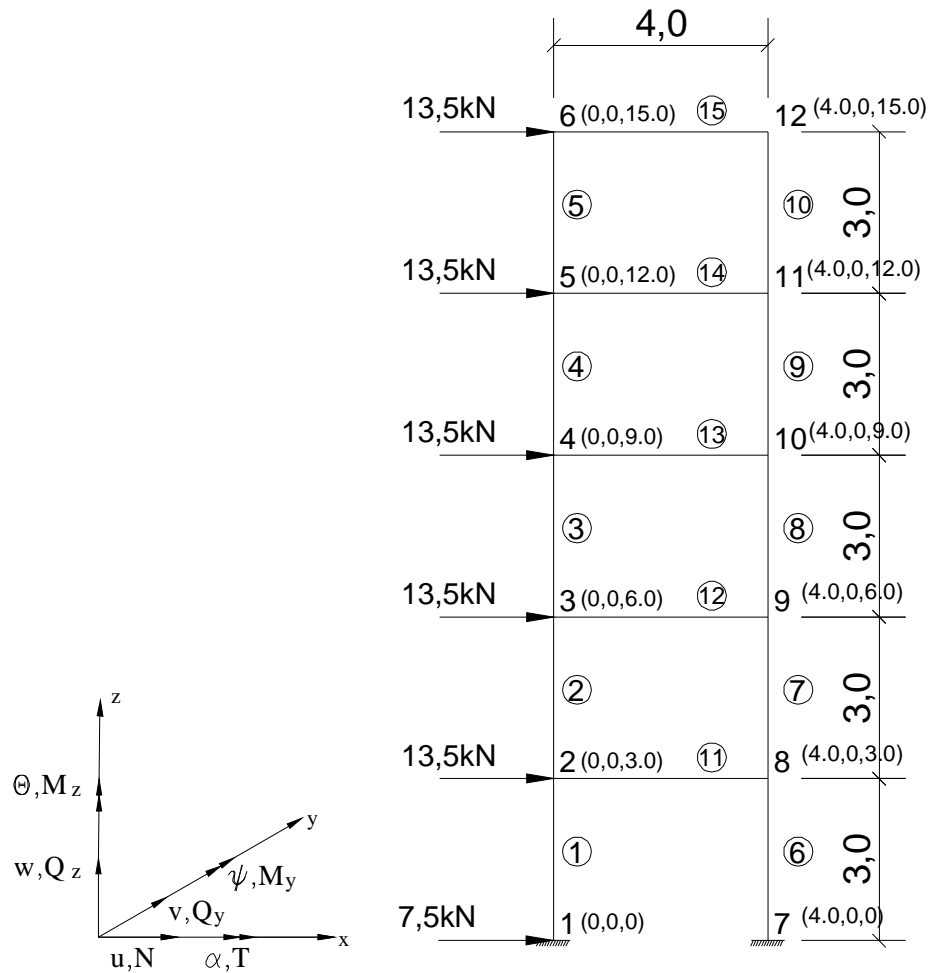 4,0
13,5kN
6 (0,0,15.0) 15 12 (4.0,0,15.0)
5 10 3,0
13,5kN
5 (0,0,12.0) 14 11 (4.0,0,12.0)
4 9 3,0
13,5kN
4 (0,0,9.0) 13 10 (4.0,0,9.0)
3 8 3,0
13,5kN
3 (0,0,6.0) 12 9 (4.0,0,6.0)
2 7 3,0
13,5kN
2 (0,0,3.0) 11 8 (4.0,0,3.0)
1 6 3,0
7,5kN
1 (0,0,0) 7 (4.0,0,0)
z
Θ,Mz
y
w,Qz
ψ,My
v,Qy
x
u,N α,T